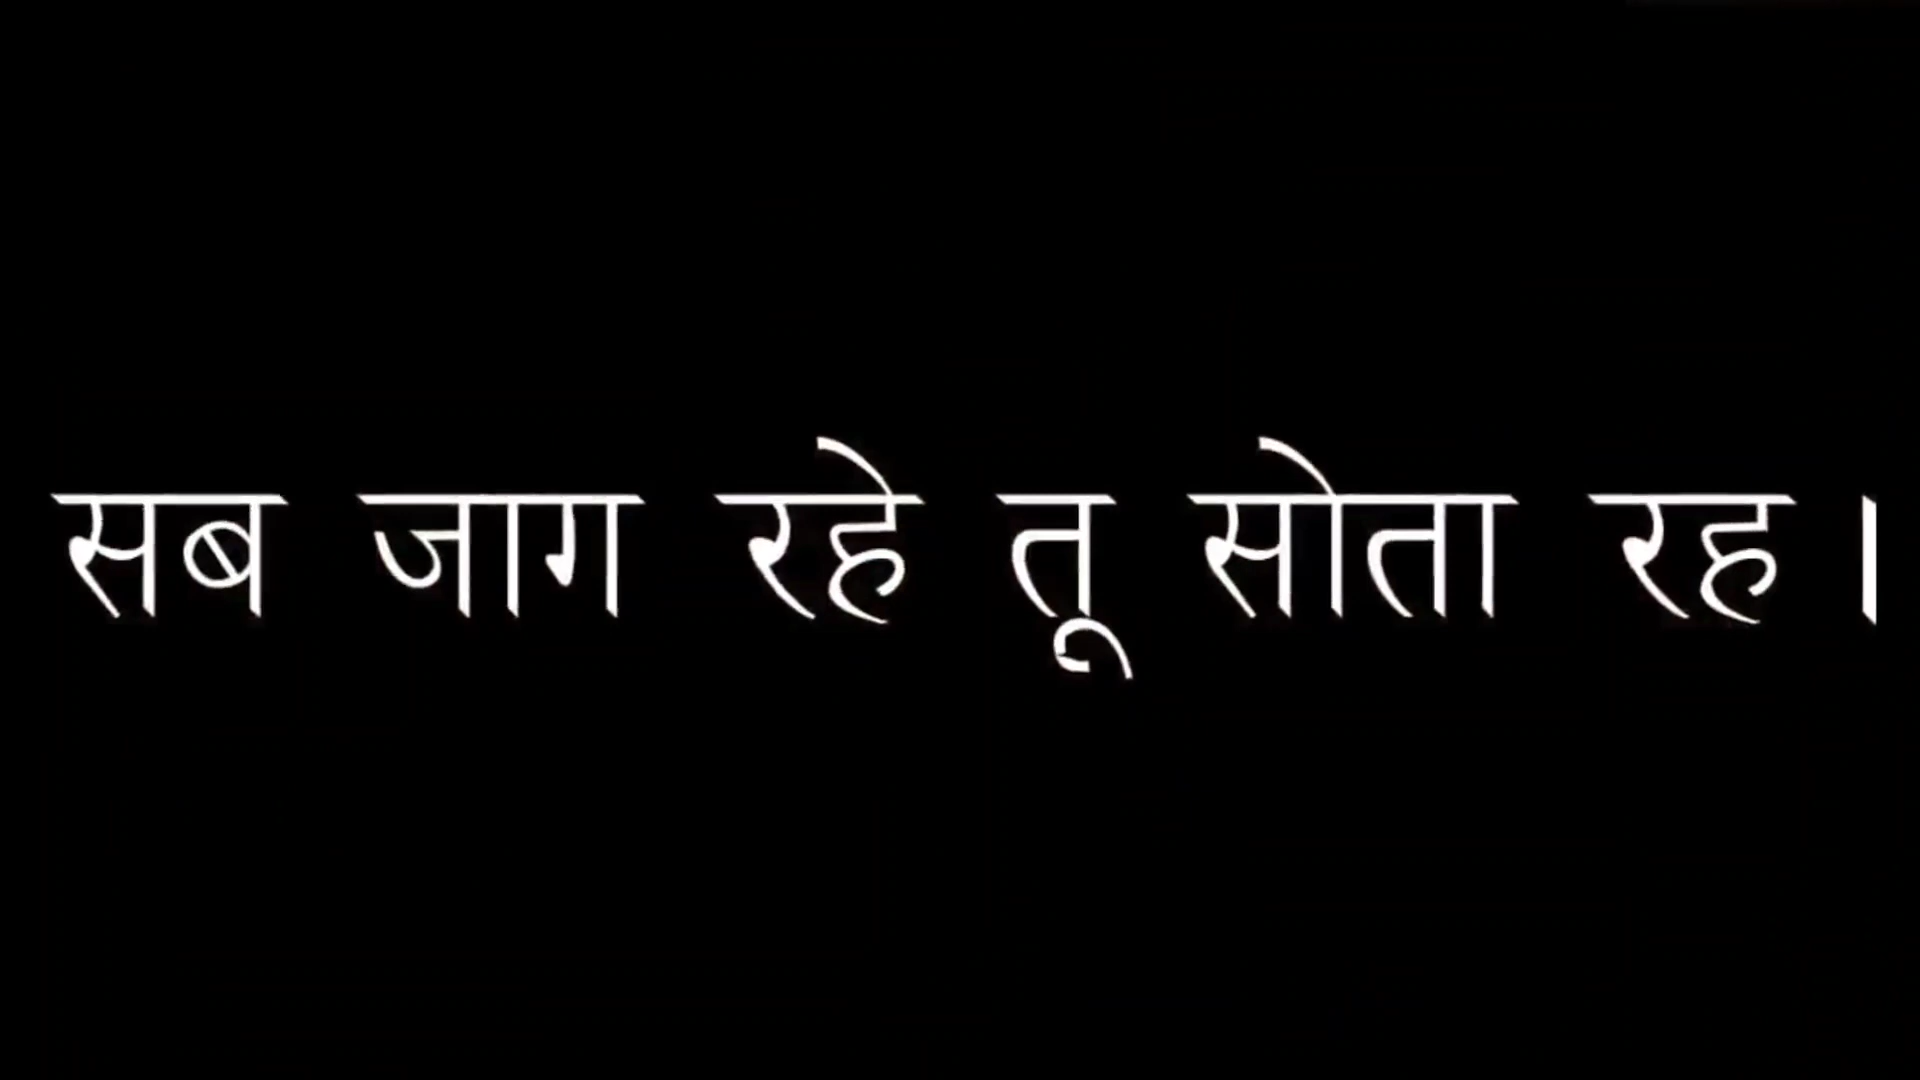 सब जाग रहे तू सोता रह ।